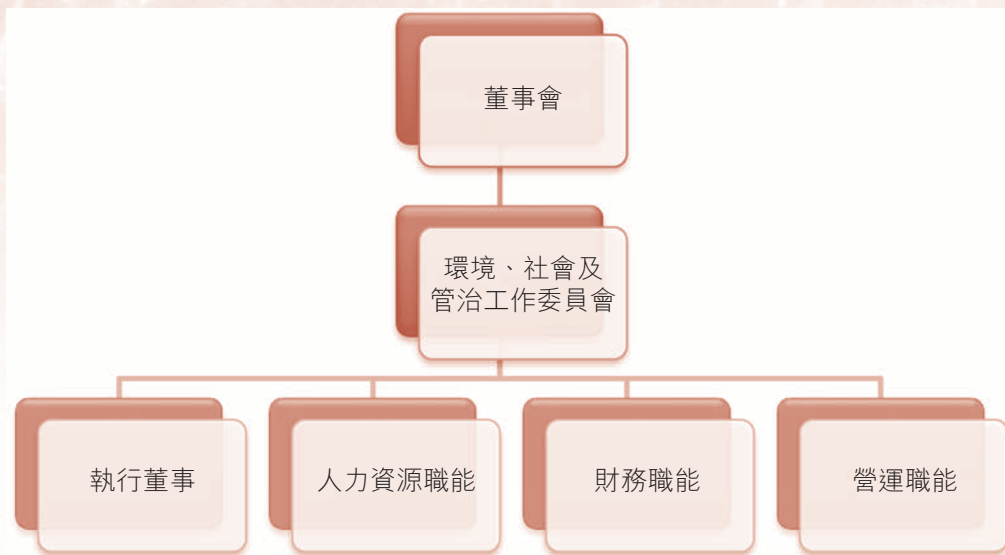 董事會
環境、社會及
管治工作委員會
執行董事
人力資源職能
財務職能
營運職能